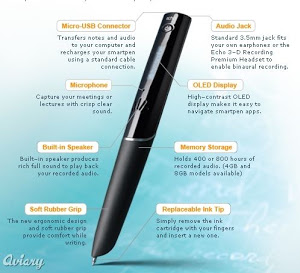 Micro-USB Connector
Transfers notes and audio
to your computer and
recharges your smartpen
using a standard cable
connection.
Audio Jack
Standard 3.5mm jack fits
your own earphones or the
Echo 3-D Recording
Premium Headset to
enable binaural recording.
Microphone
Capture your meetings or
lectures with crisp clear
sound.
OLED Display
High-contrast OLED
display makes it easy to
navigate smartpen apps.
Built-in Speaker
Built-in speaker produces
rich full sound to play back
your recorded audio.
Memory Storage
Holds 400 or 800 hours of
recorded audio. (4GB and
8GB models available)
Soft Rubber Grip
The new ergonomic design
and soft rubber grip
provide comfort while
writing.
Replaceable Ink Tip
Simply remove the ink
cartridge with your fingers
and insert a new one.
Aviary